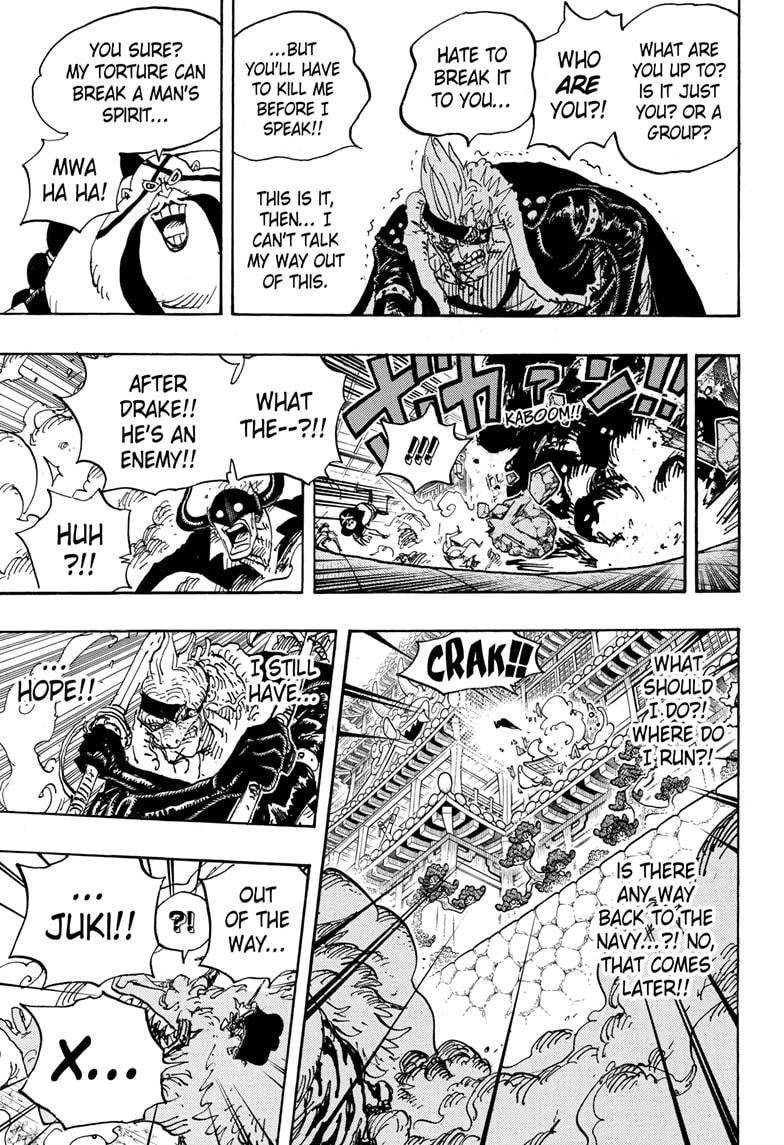 WHAT ARE
YOU UP TO?
IS IT JUST
YOU? OR A
GROUP?
WHO
ARE
YOU?!
HATE TO
BREAK IT
TO YOU...
...BUT
YOU'LL HAVE
TO KILL ME
BEFORE I
SPEAK!!
THIS IS IT,
THEN... I
CAN'T TALK
MY WAY OUT
OF THIS.
YOU SURE?
MY TORTURE CAN
BREAK A MAN'S
SPIRIT...
MWA
HA HA!
ドカァン!!
KABOOM!!
!!!
WHAT
THE--?!!
AFTER
DRAKE!!
HE'S AN
ENEMY!!
HUH
?!!
CRAK!!
WHAT
SHOULD
I DO?!
WHERE DO
I RUN?!
IS THERE
ANY WAY
BACK TO THE
NAVY...?! NO,
THAT COMES
LATER!!
I STILL
HAVE...
...
HOPE!!
OUT
OF THE
WAY...
?!
...
JUKI!!
X...